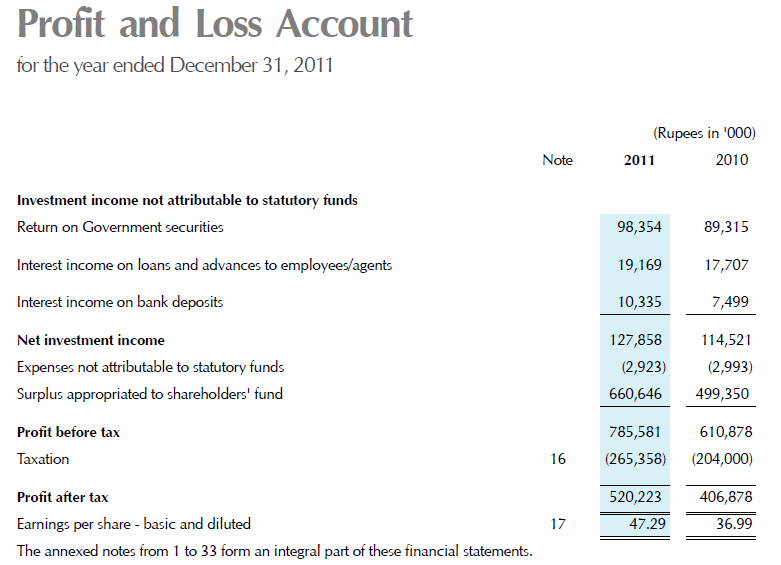 Profit and Loss Account
for the year ended December 31, 2011
(Rupees in '000)
Note 2011 2010
Investment income not attributable to statutory funds
Return on Government securities 98,354 89,315
Interest income on loans and advances to employees/agents 19,169 17,707
Interest income on bank deposits 10,335 7,499
Net investment income 127,858 114,521
Expenses not attributable to statutory funds (2,923) (2,993)
Surplus appropriated to shareholders' fund 660,646 499,350
Profit before tax 785,581 610,878
Taxation 16 (265,358) (204,000)
Profit after tax 520,223 406,878
Earnings per share - basic and diluted 17 47.29 36.99
The annexed notes from 1 to 33 form an integral part of these financial statements.